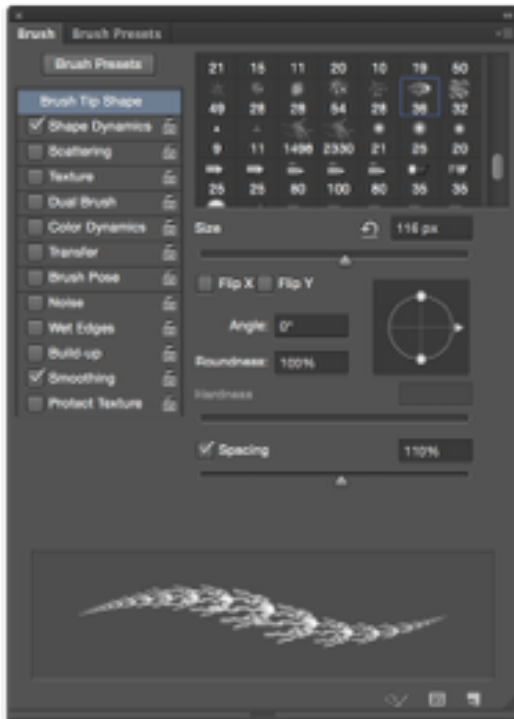 Brush Brush Presets
Brush Presets
21 15 11 20 10 19 50
Brush Tip Shape
49 28 28 54 28 36 32
Shape Dynamics
Scattering
9 11 1498 2330 21 25 20
Texture
25 25 80 100 80 35 35
Dual Brush
Color Dynamics
Size 116 px
Transfer
Brush Pose
Flip X Flip Y
Noise
Wet Edges
Angle: 0°
Build-up
Roundness: 100%
Smoothing
Hardness
Protect Texture
Spacing 110%